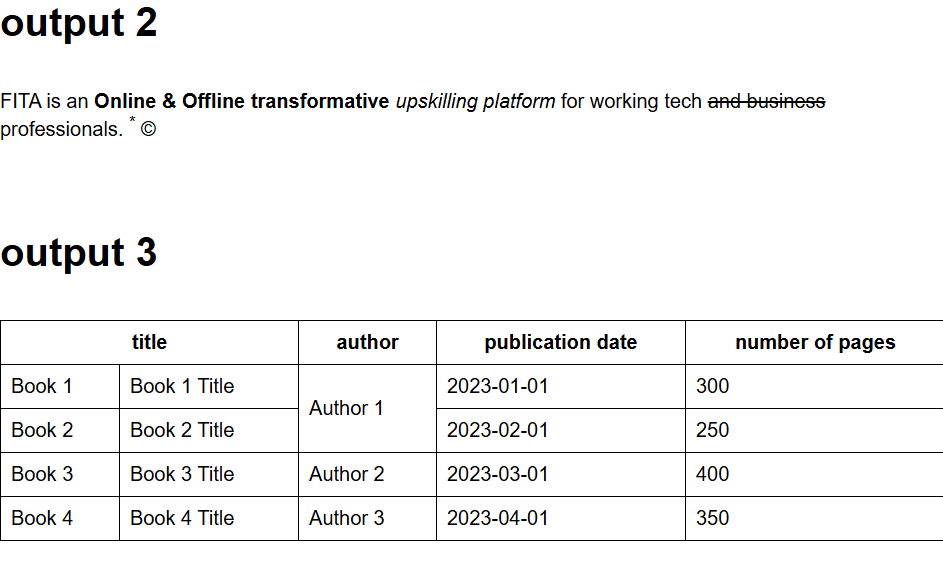 output 2
FITA is an Online & Offline transformative upskilling platform for working tech and business
professionals. * ©
output 3
title author publication date number of pages
Book 1 Book 1 Title Author 1 2023-01-01 300
Book 2 Book 2 Title 2023-02-01 250
Book 3 Book 3 Title Author 2 2023-03-01 400
Book 4 Book 4 Title Author 3 2023-04-01 350